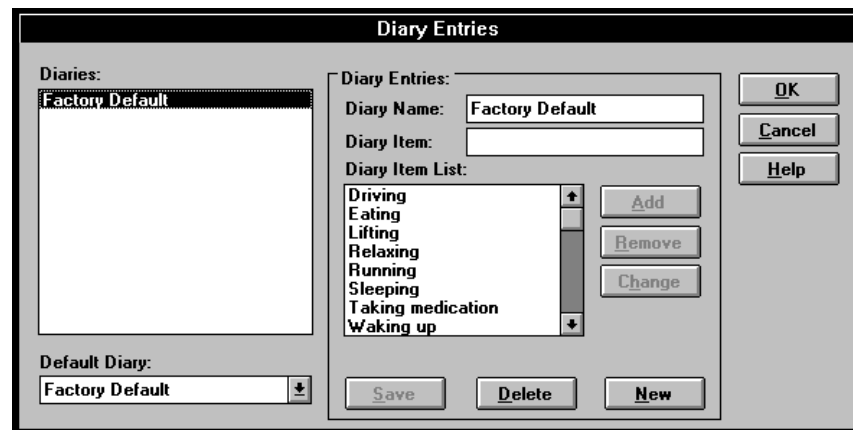 Diary Entries
Diaries:
Factory Default
Default Diary:
Factory Default
Diary Entries:
Diary Name: Factory Default
Diary Item:
Diary Item List:
Driving
Eating
Lifting
Relaxing
Running
Sleeping
Taking medication
Waking up
Add
Remove
Change
Save Delete New
OK
Cancel
Help